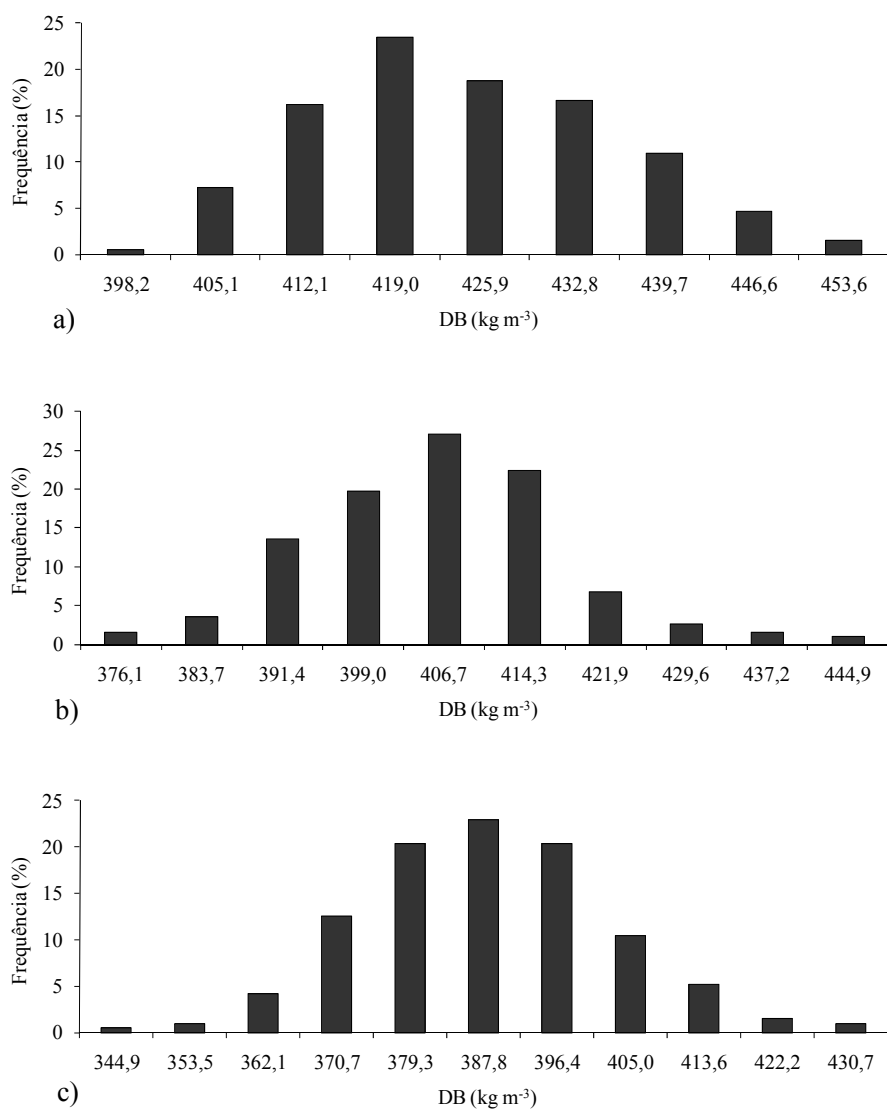 25
20
15
10
5
0
Frequência (%)
398,2 405,1 412,1 419,0 425,9 432,8 439,7 446,6 453,6
DB (kg m⁻³)
a)
30
25
20
15
10
5
0
Frequência (%)
376,1 383,7 391,4 399,0 406,7 414,3 421,9 429,6 437,2 444,9
DB (kg m⁻³)
b)
25
20
15
10
5
0
Frequência (%)
344,9 353,5 362,1 370,7 379,3 387,8 396,4 405,0 413,6 422,2 430,7
DB (kg m⁻³)
c)